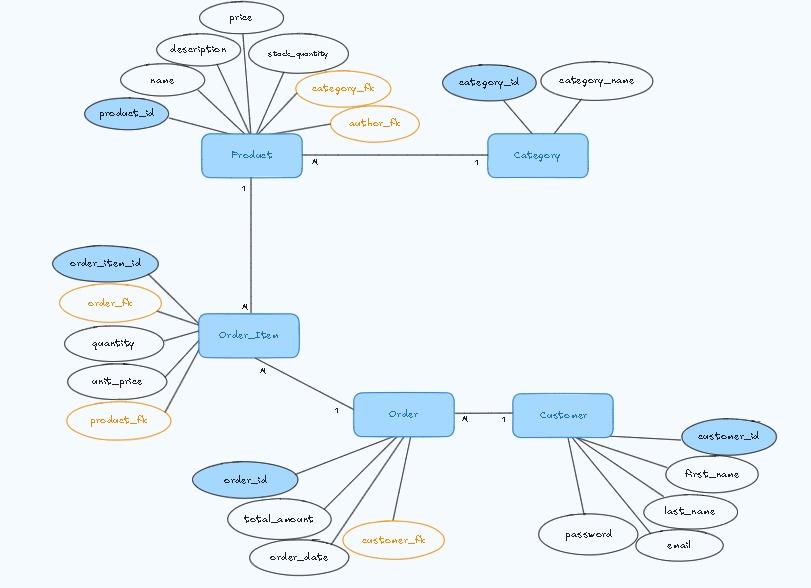 price
description
stock_quantity
name
category_fk
product_id
author_fk
category_id
category_name
Product
M
1
Category
1
order_item_id
order_fk
M
quantity
Order_Item
unit_price
M
product_fk
1
Order
M
1
Customer
customer_id
order_id
first_name
total_amount
last_name
customer_fk
password
email
order_date